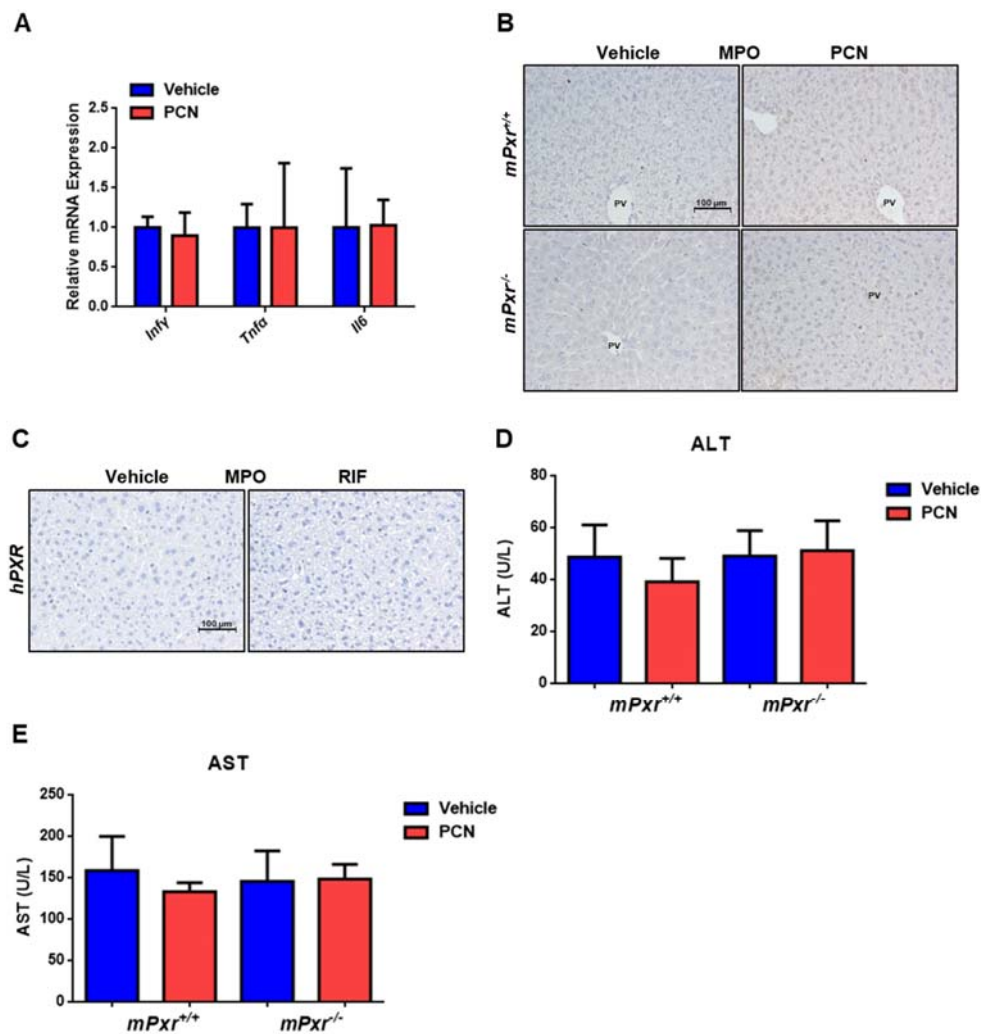 A
Relative mRNA Expression
Vehicle
PCN
2.5
2.0
1.5
1.0
0.5
0.0
Infγ
Tnfα
Il6
B
Vehicle MPO PCN
mPxr+/+
PV
100 µm
PV
mPxr-/-
PV
PV
C
Vehicle MPO RIF
hPXR
100 µm
D
ALT
ALT (U/L)
80
60
40
20
0
Vehicle
PCN
mPxr+/+ mPxr-/-
E
AST
AST (U/L)
250
200
150
100
50
0
Vehicle
PCN
mPxr+/+ mPxr-/-